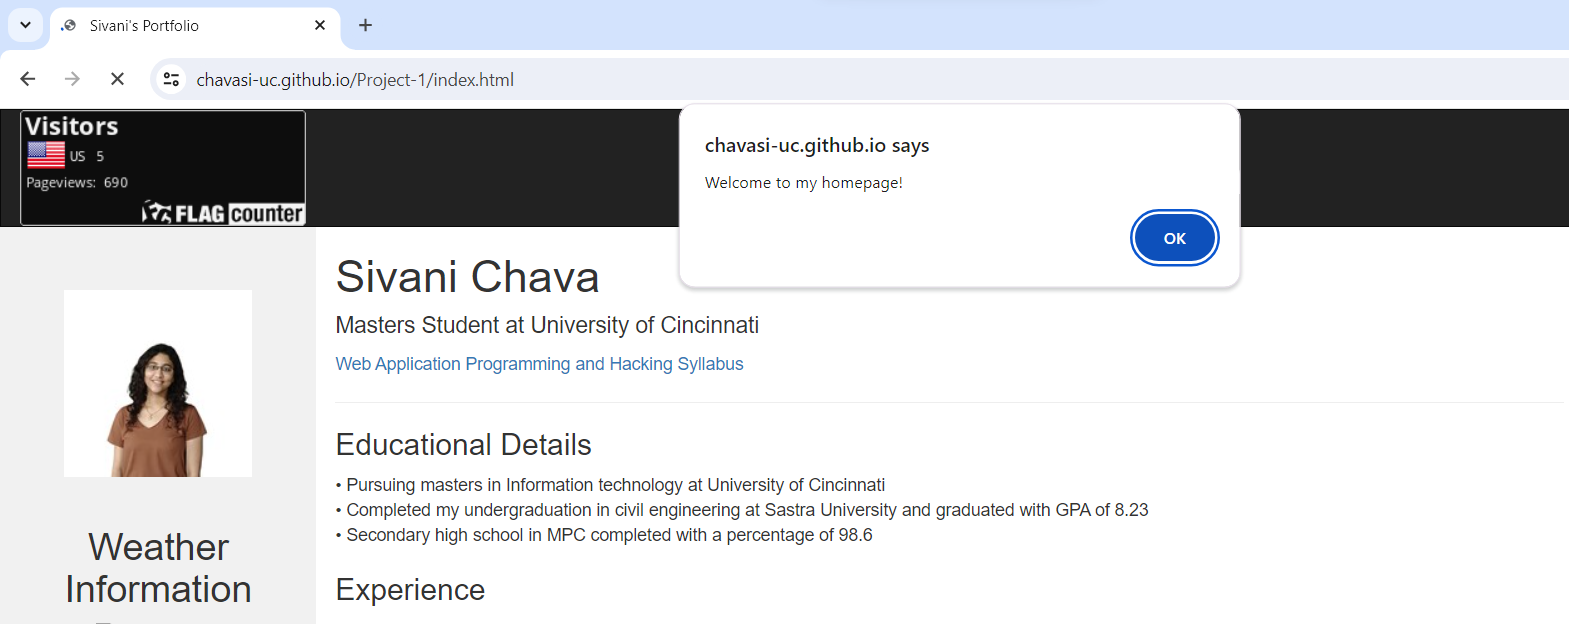 Sivani's Portfolio
chavasi-uc.github.io/Project-1/index.html
Visitors
US 5
Pageviews: 690
FLAG counter
chavasi-uc.github.io says
Welcome to my homepage!
OK
Sivani Chava
Masters Student at University of Cincinnati
Web Application Programming and Hacking Syllabus
Educational Details
• Pursuing masters in Information technology at University of Cincinnati
• Completed my undergraduation in civil engineering at Sastra University and graduated with GPA of 8.23
• Secondary high school in MPC completed with a percentage of 98.6
Experience
Weather
Information